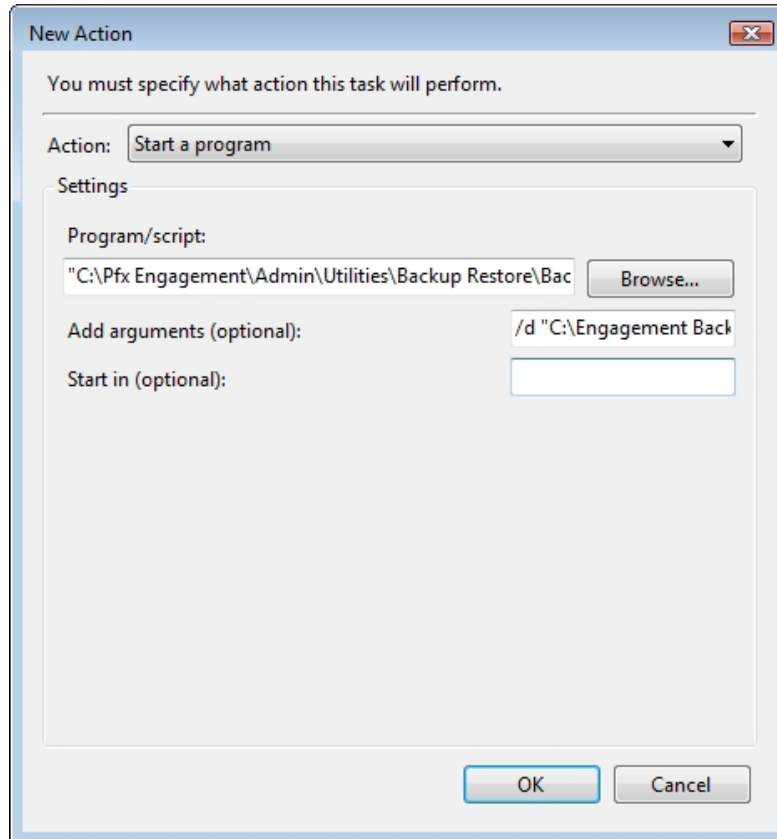 New Action
You must specify what action this task will perform.
Action: Start a program
Settings
Program/script:
"C:\Pfx Engagement\Admin\Utilities\Backup Restore\Bac Browse...
Add arguments (optional): /d "C:\Engagement Back
Start in (optional):
OK Cancel